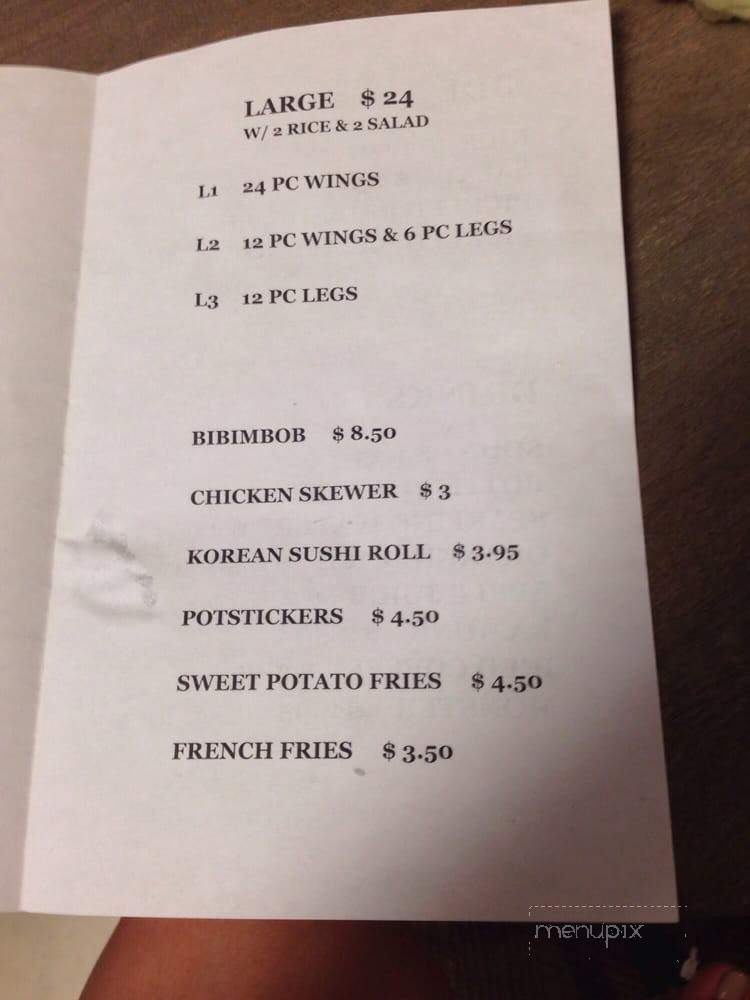 LARGE $ 24
W/ 2 RICE & 2 SALAD
L1 24 PC WINGS
L2 12 PC WINGS & 6 PC LEGS
L3 12 PC LEGS
BIBIMBOB $ 8.50
CHICKEN SKEWER $ 3
KOREAN SUSHI ROLL $ 3.95
POTSTICKERS $ 4.50
SWEET POTATO FRIES $ 4.50
FRENCH FRIES $ 3.50
menupix